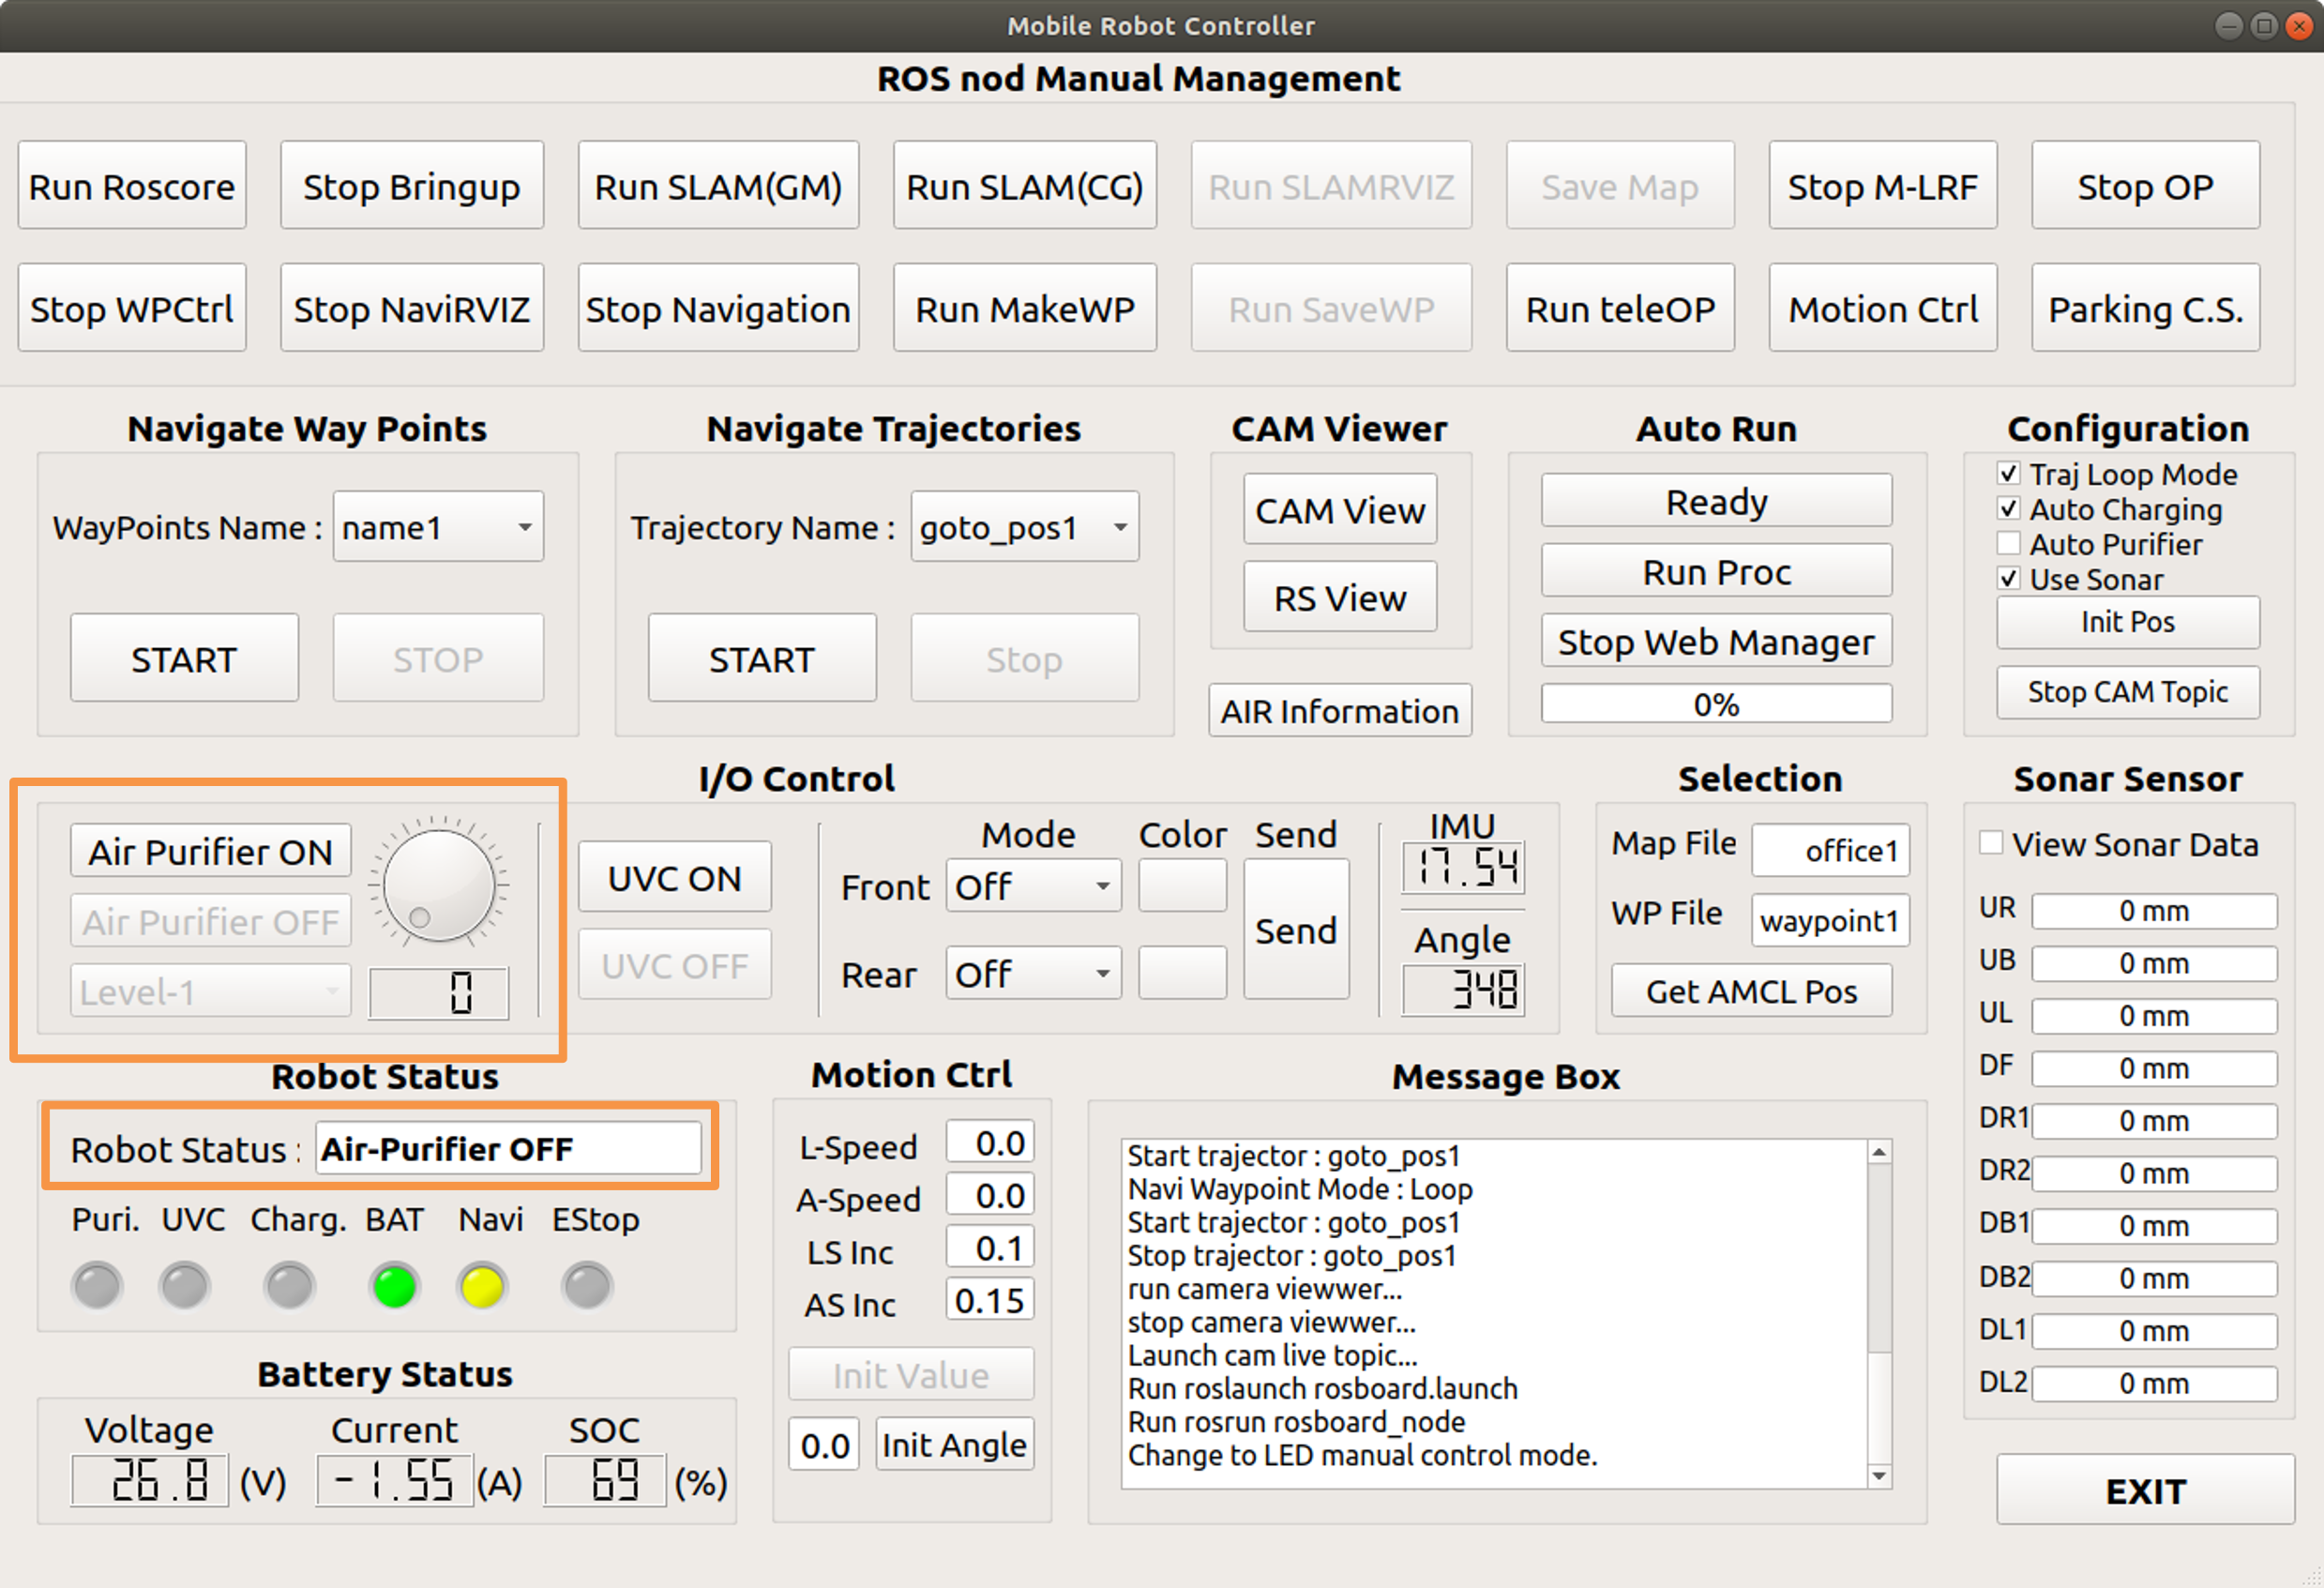 Mobile Robot Controller
ROS nod Manual Management
Run Roscore Stop Bringup Run SLAM(GM) Run SLAM(CG) Run SLAMRVIZ Save Map Stop M-LRF Stop OP
Stop WPCtrl Stop NaviRVIZ Stop Navigation Run MakeWP Run SaveWP Run teleOP Motion Ctrl Parking C.S.
Navigate Way Points
WayPoints Name : name1
START STOP
Navigate Trajectories
Trajectory Name : goto_pos1
START Stop
CAM Viewer
CAM View
RS View
AIR Information
Auto Run
Ready
Run Proc
Stop Web Manager
0%
Configuration
Traj Loop Mode
Auto Charging
Auto Purifier
Use Sonar
Init Pos
Stop CAM Topic
I/O Control
Air Purifier ON
Air Purifier OFF
Level-1 0
UVC ON
UVC OFF
Mode Color Send
Front Off
Send
Rear Off
IMU
17.54
Angle
348
Selection
Map File office1
WP File waypoint1
Get AMCL Pos
Sonar Sensor
View Sonar Data
UR 0 mm
UB 0 mm
UL 0 mm
DF 0 mm
DR1 0 mm
DR2 0 mm
DB1 0 mm
DB2 0 mm
DL1 0 mm
DL2 0 mm
Robot Status
Robot Status : Air-Purifier OFF
Puri. UVC Charg. BAT Navi EStop
Battery Status
Voltage Current SOC
26.8 (V) -1.55 (A) 69 (%)
Motion Ctrl
L-Speed 0.0
A-Speed 0.0
LS Inc 0.1
AS Inc 0.15
Init Value
0.0 Init Angle
Message Box
Start trajector : goto_pos1
Navi Waypoint Mode : Loop
Start trajector : goto_pos1
Stop trajector : goto_pos1
run camera viewwer...
stop camera viewwer...
Launch cam live topic...
Run roslaunch rosboard.launch
Run rosrun rosboard_node
Change to LED manual control mode.
EXIT